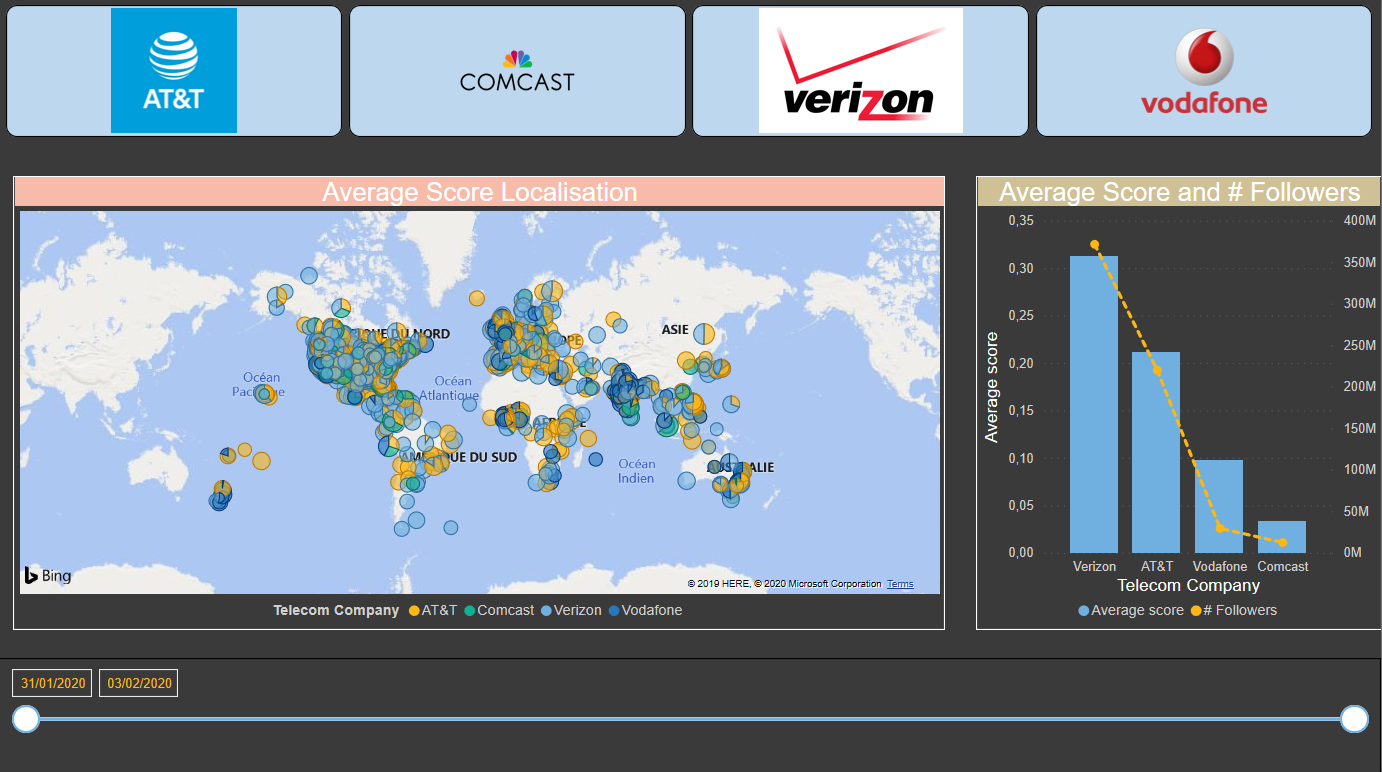 AT&T
COMCAST
verizon
vodafone
Average Score Localisation
ASIE
Océan
Pacifique
Océan
Atlantique
AMÉRIQUE DU SUD
Océan
Indien
AUSTRALIE
Bing
© 2019 HERE, © 2020 Microsoft Corporation Terms
Telecom Company AT&T Comcast Verizon Vodafone
Average Score and # Followers
0,35
0,30
0,25
0,20
0,15
0,10
0,05
0,00
Average score
400M
350M
300M
250M
200M
150M
100M
50M
0M
Verizon AT&T Vodafone Comcast
Telecom Company
Average score # Followers
31/01/2020 03/02/2020